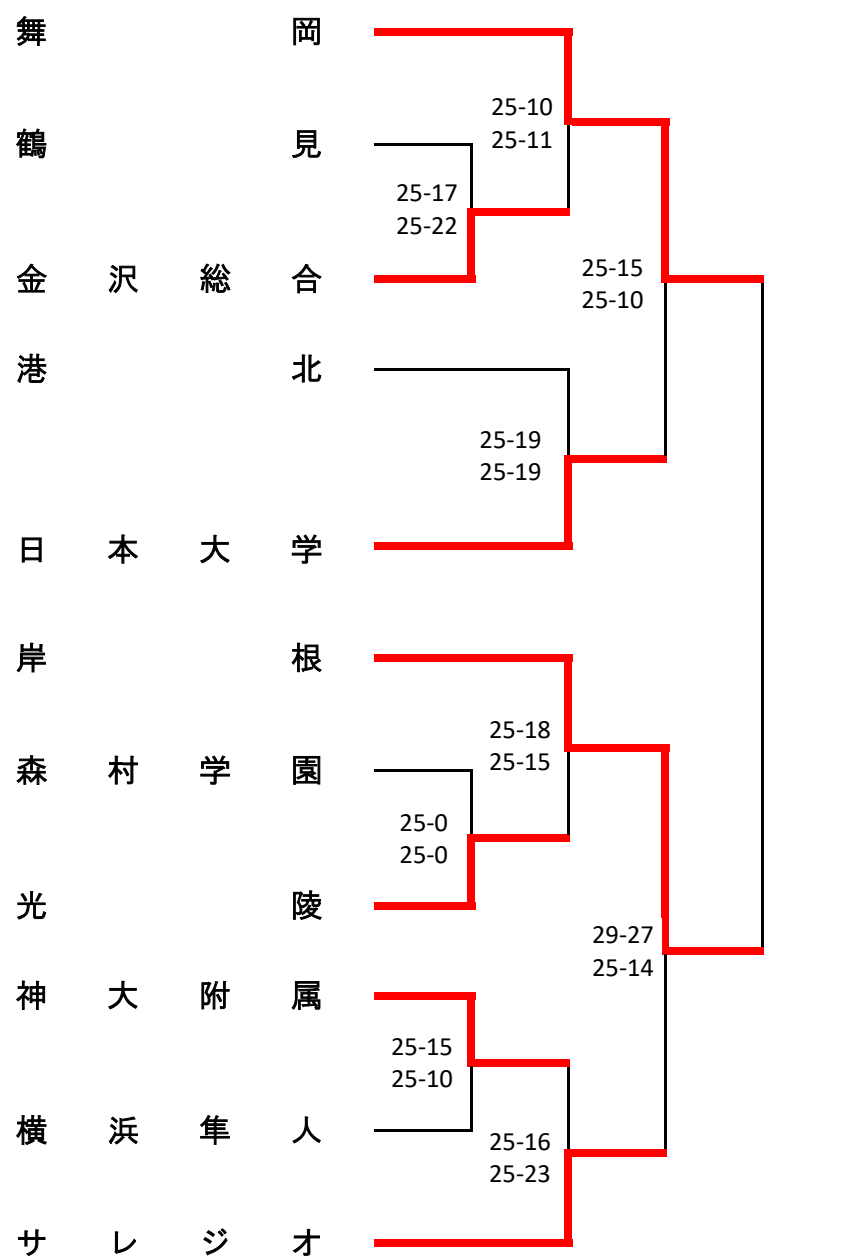 舞岡
25-10
鶴見
25-11
25-17
25-22
金沢総合
25-15
25-10
港北
25-19
25-19
日本大学
岸根
25-18
25-15
森村学園
25-0
25-0
光陵
29-27
25-14
神大附属
25-15
25-10
横浜隼人
25-16
25-23
サレジオ